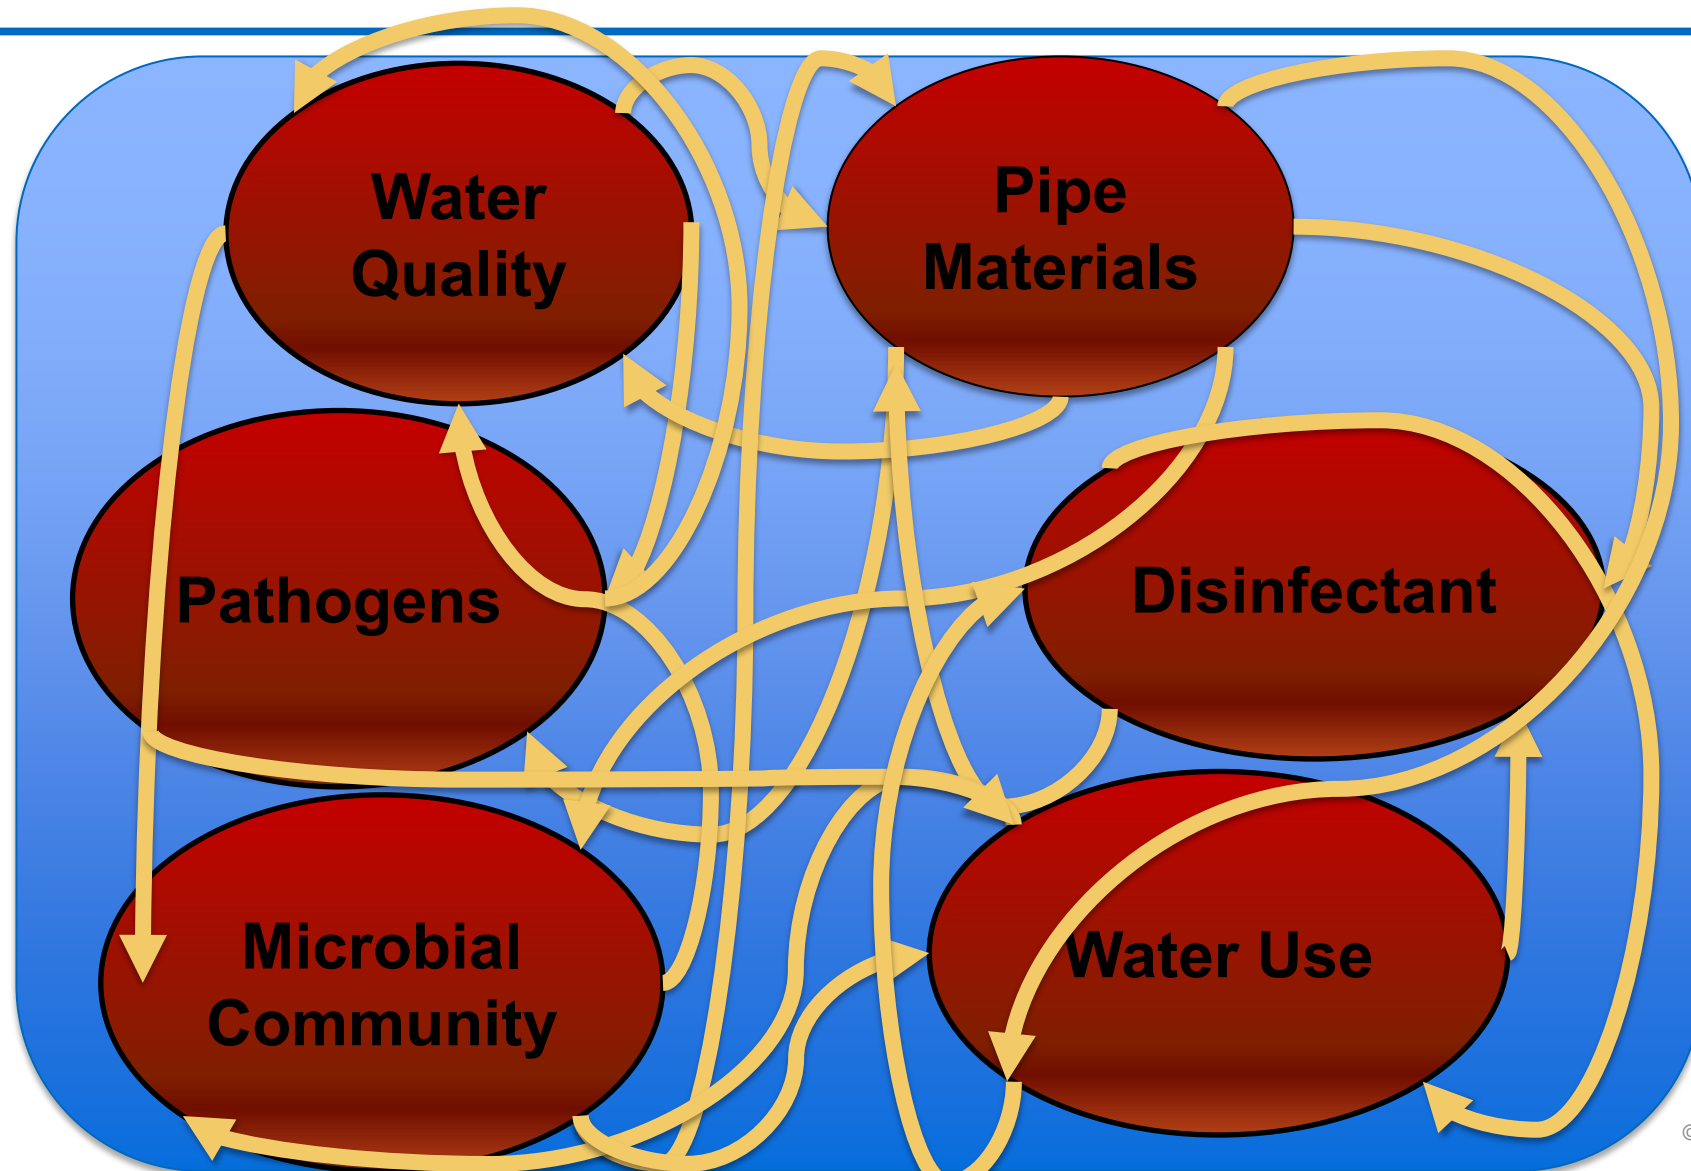 Water
Quality
Pipe
Materials
Pathogens
Disinfectant
Microbial
Community
Water Use
©